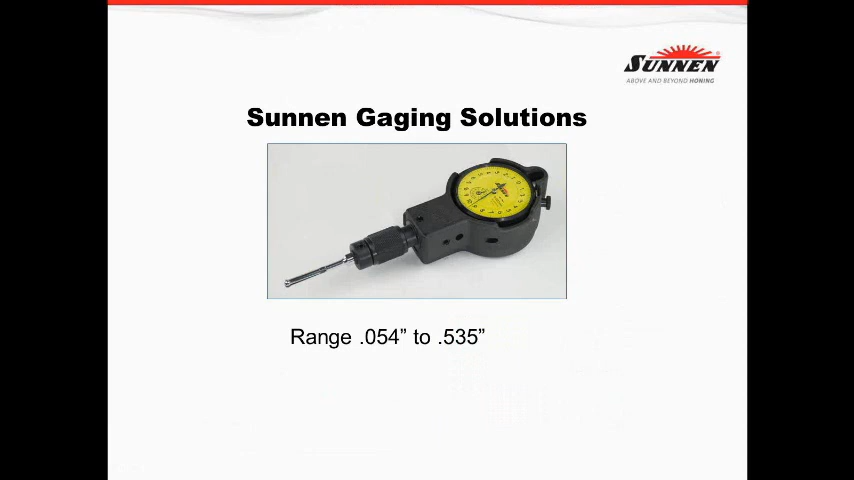 SUNNEN®
ABOVE AND BEYOND HONING
Sunnen Gaging Solutions
Range .054” to .535”